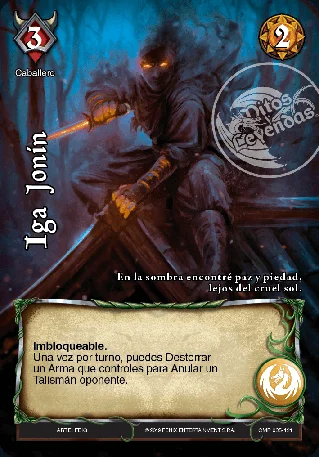 3
2
Caballero
Mitos
Leyendas
Iga Jonín
En la sombra encontré paz y piedad,
lejos del cruel sol.
Imbloqueable.
Una vez por turno, puedes Desterrar
un Arma que controles para Anular un
Talismán oponente.